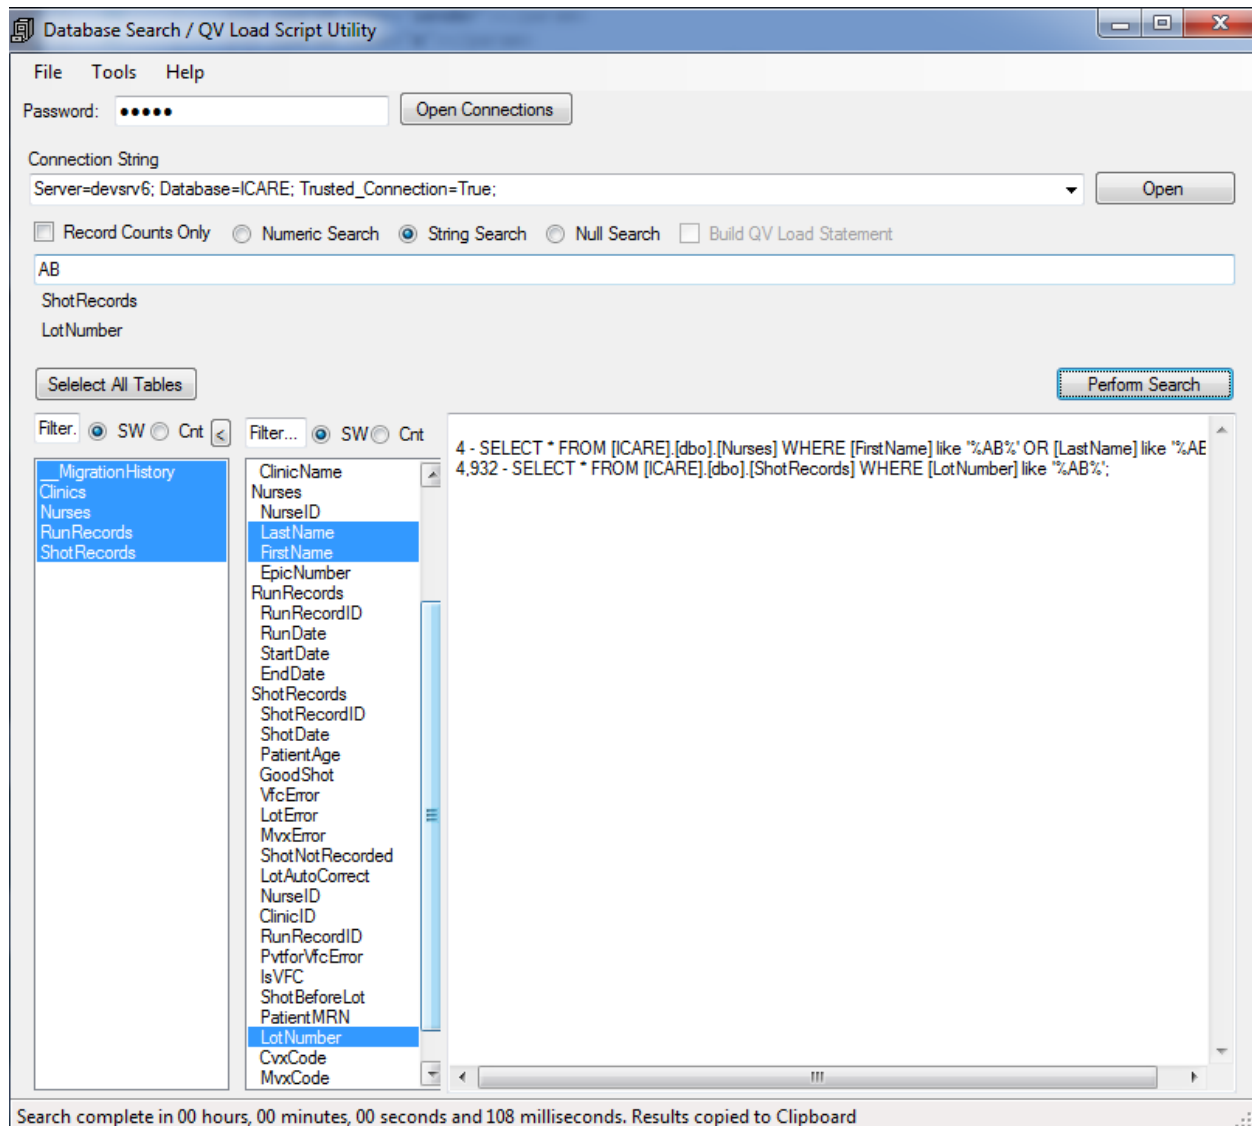 Database Search / QV Load Script Utility
File Tools Help
Password: ●●●●● Open Connections
Connection String
Server=devsrv6; Database=ICARE; Trusted_Connection=True;
Open
Record Counts Only Numeric Search String Search Null Search Build QV Load Statement
AB
ShotRecords
LotNumber
Selelect All Tables
Perform Search
Filter. SW Cnt <
__MigrationHistory
Clinics
Nurses
RunRecords
ShotRecords
Filter... SW Cnt
ClinicName
Nurses
NurseID
LastName
FirstName
EpicNumber
RunRecords
RunRecordID
RunDate
StartDate
EndDate
ShotRecords
ShotRecordID
ShotDate
PatientAge
GoodShot
VfcError
LotError
MvxError
ShotNotRecorded
LotAutoCorrect
NurseID
ClinicID
RunRecordID
PvtforVfcError
IsVFC
ShotBeforeLot
PatientMRN
LotNumber
CvxCode
MvxCode
4 - SELECT * FROM [ICARE].[dbo].[Nurses] WHERE [FirstName] like '%AB%' OR [LastName] like '%AB
4,932 - SELECT * FROM [ICARE].[dbo].[ShotRecords] WHERE [LotNumber] like '%AB%';
Search complete in 00 hours, 00 minutes, 00 seconds and 108 milliseconds. Results copied to Clipboard